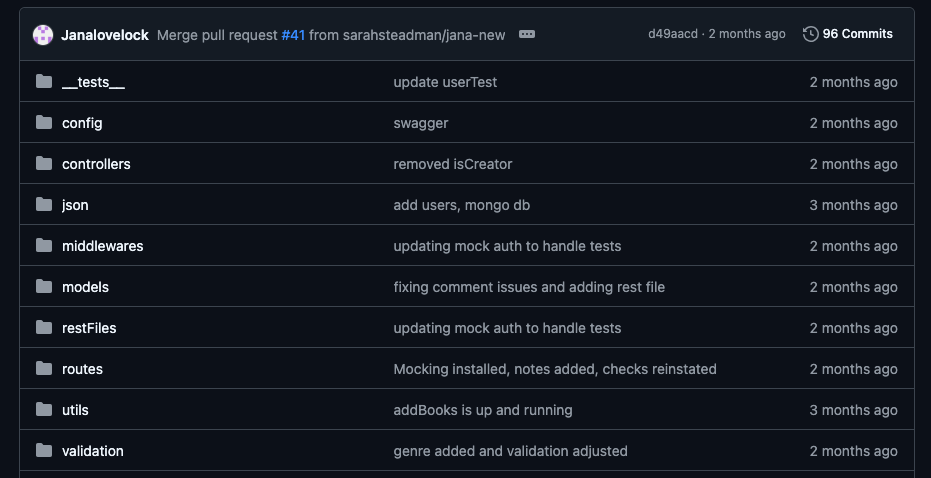 Janalovelock Merge pull request #41 from sarahsteadman/jana-new d49aacd · 2 months ago 96 Commits
__tests__ update userTest 2 months ago
config swagger 2 months ago
controllers removed isCreator 2 months ago
json add users, mongo db 3 months ago
middlewares updating mock auth to handle tests 2 months ago
models fixing comment issues and adding rest file 2 months ago
restFiles updating mock auth to handle tests 2 months ago
routes Mocking installed, notes added, checks reinstated 2 months ago
utils addBooks is up and running 3 months ago
validation genre added and validation adjusted 2 months ago